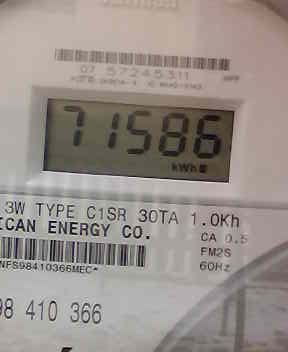 07 57245311
71586
kWh
3W TYPE C1SR 30TA 1.0Kh
ICAN ENERGY CO.
CA 0.5
FM2S
60Hz
NFS98410366MEC*
98 410 366